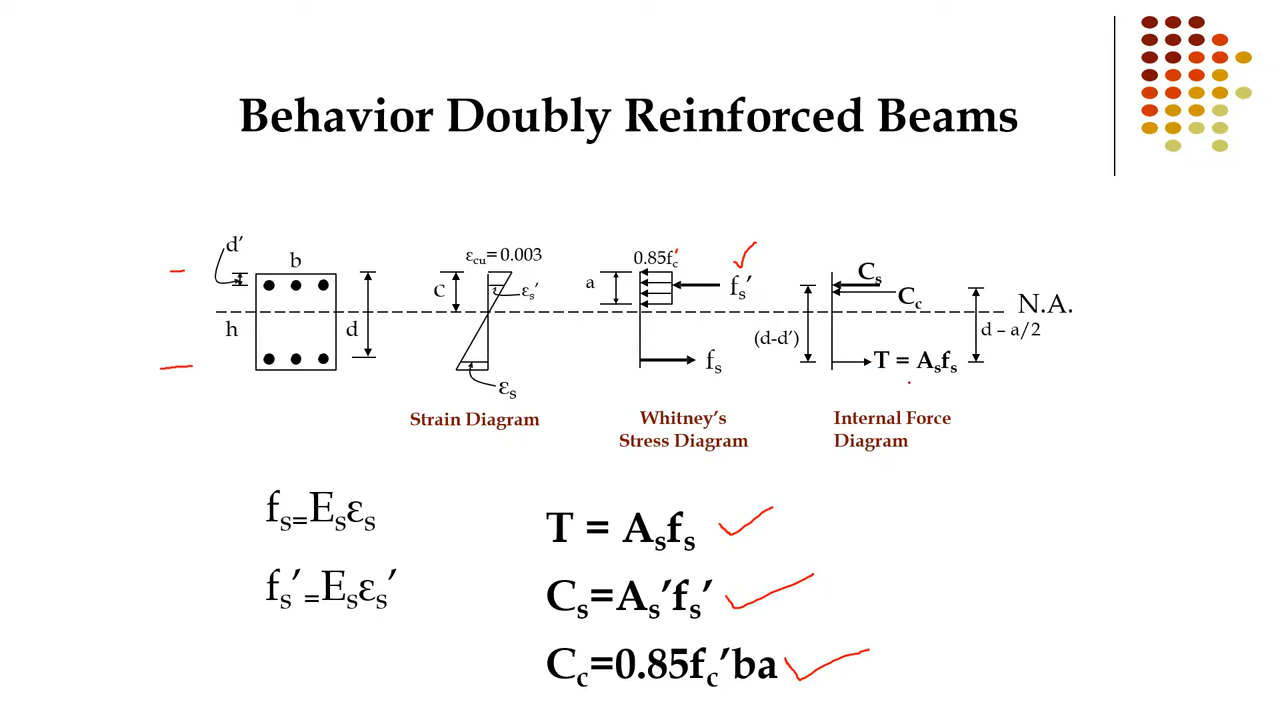 Behavior Doubly Reinforced Beams
d’
b
h
d
εcu= 0.003
c
εs’
εs
Strain Diagram
0.85fc'
a
fs’
fs
Whitney’s
Stress Diagram
Cs
Cc
N.A.
(d-d’)
d – a/2
T = Asfs
Internal Force
Diagram
fs=Esεs
fs’=Esεs’
T = Asfs
Cs=As’fs’
Cc=0.85fc’ba